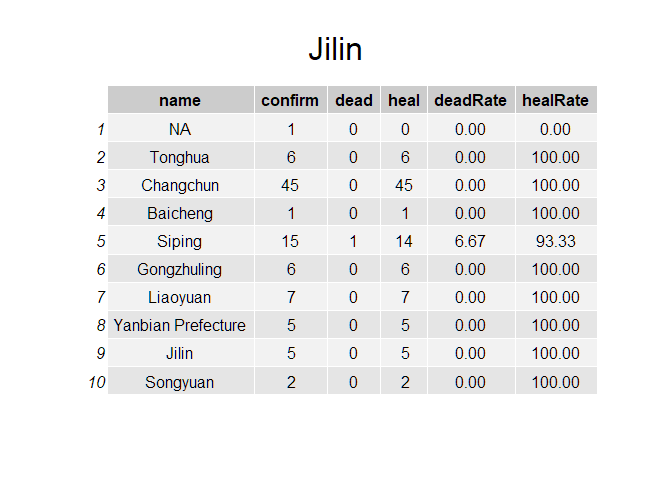 Jilin
name confirm dead heal deadRate healRate
1 NA 1 0 0 0.00 0.00
2 Tonghua 6 0 6 0.00 100.00
3 Changchun 45 0 45 0.00 100.00
4 Baicheng 1 0 1 0.00 100.00
5 Siping 15 1 14 6.67 93.33
6 Gongzhuling 6 0 6 0.00 100.00
7 Liaoyuan 7 0 7 0.00 100.00
8 Yanbian Prefecture 5 0 5 0.00 100.00
9 Jilin 5 0 5 0.00 100.00
10 Songyuan 2 0 2 0.00 100.00